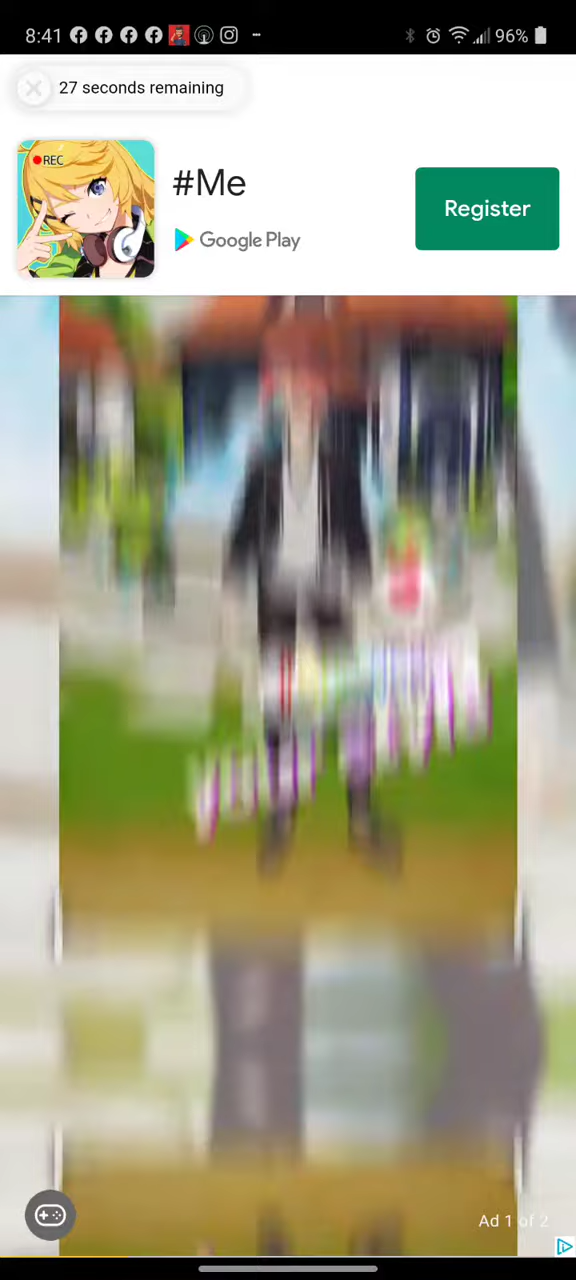 8:41
96%
27 seconds remaining
REC
#Me
Google Play
Register
Ad 1 of 2